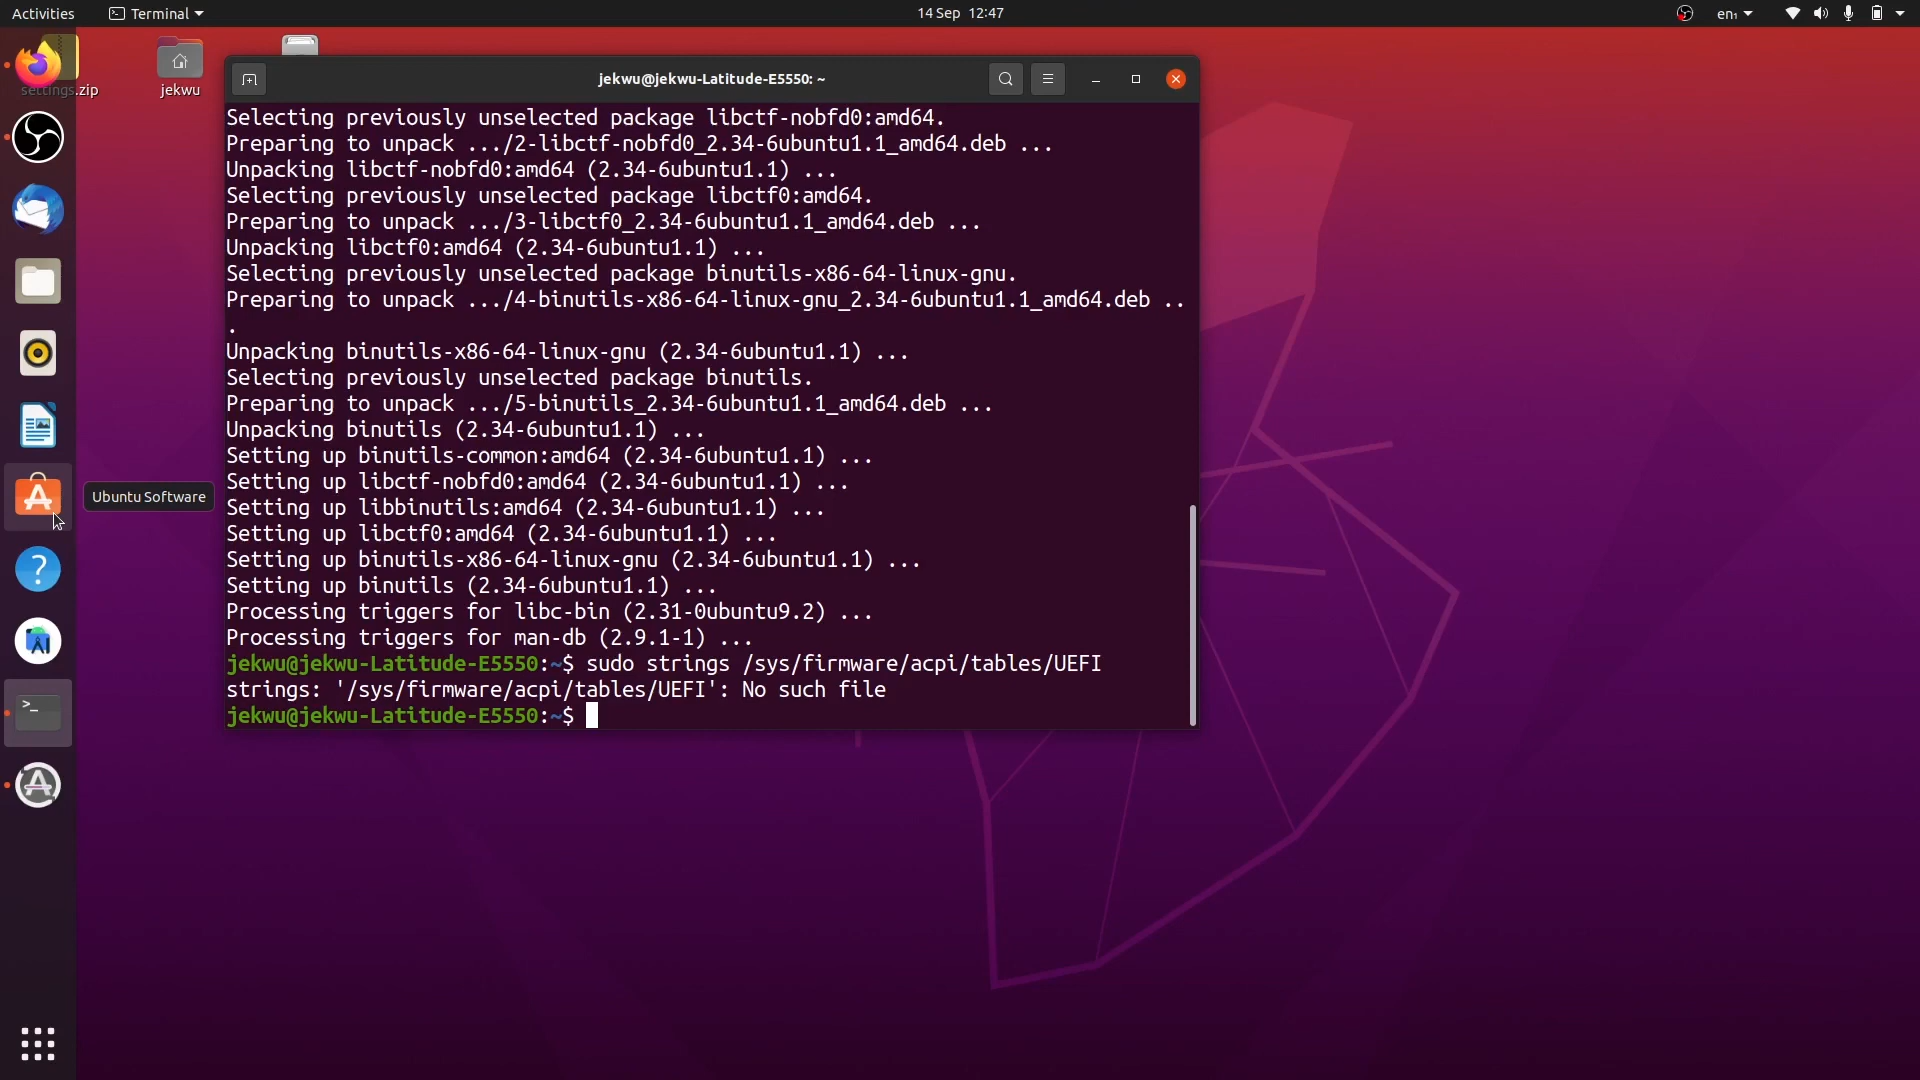 Activities
Terminal
14 Sep 12:47
en₁
settings.zip
jekwu
jekwu@jekwu-Latitude-E5550: ~
Selecting previously unselected package libctf-nobfd0:amd64.
Preparing to unpack .../2-libctf-nobfd0_2.34-6ubuntu1.1_amd64.deb ...
Unpacking libctf-nobfd0:amd64 (2.34-6ubuntu1.1) ...
Selecting previously unselected package libctf0:amd64.
Preparing to unpack .../3-libctf0_2.34-6ubuntu1.1_amd64.deb ...
Unpacking libctf0:amd64 (2.34-6ubuntu1.1) ...
Selecting previously unselected package binutils-x86-64-linux-gnu.
Preparing to unpack .../4-binutils-x86-64-linux-gnu_2.34-6ubuntu1.1_amd64.deb ..
.
Unpacking binutils-x86-64-linux-gnu (2.34-6ubuntu1.1) ...
Selecting previously unselected package binutils.
Preparing to unpack .../5-binutils_2.34-6ubuntu1.1_amd64.deb ...
Unpacking binutils (2.34-6ubuntu1.1) ...
Setting up binutils-common:amd64 (2.34-6ubuntu1.1) ...
Setting up libctf-nobfd0:amd64 (2.34-6ubuntu1.1) ...
Setting up libbinutils:amd64 (2.34-6ubuntu1.1) ...
Setting up libctf0:amd64 (2.34-6ubuntu1.1) ...
Setting up binutils-x86-64-linux-gnu (2.34-6ubuntu1.1) ...
Setting up binutils (2.34-6ubuntu1.1) ...
Processing triggers for libc-bin (2.31-0ubuntu9.2) ...
Processing triggers for man-db (2.9.1-1) ...
jekwu@jekwu-Latitude-E5550:~$ sudo strings /sys/firmware/acpi/tables/UEFI
strings: '/sys/firmware/acpi/tables/UEFI': No such file
jekwu@jekwu-Latitude-E5550:~$
Ubuntu Software